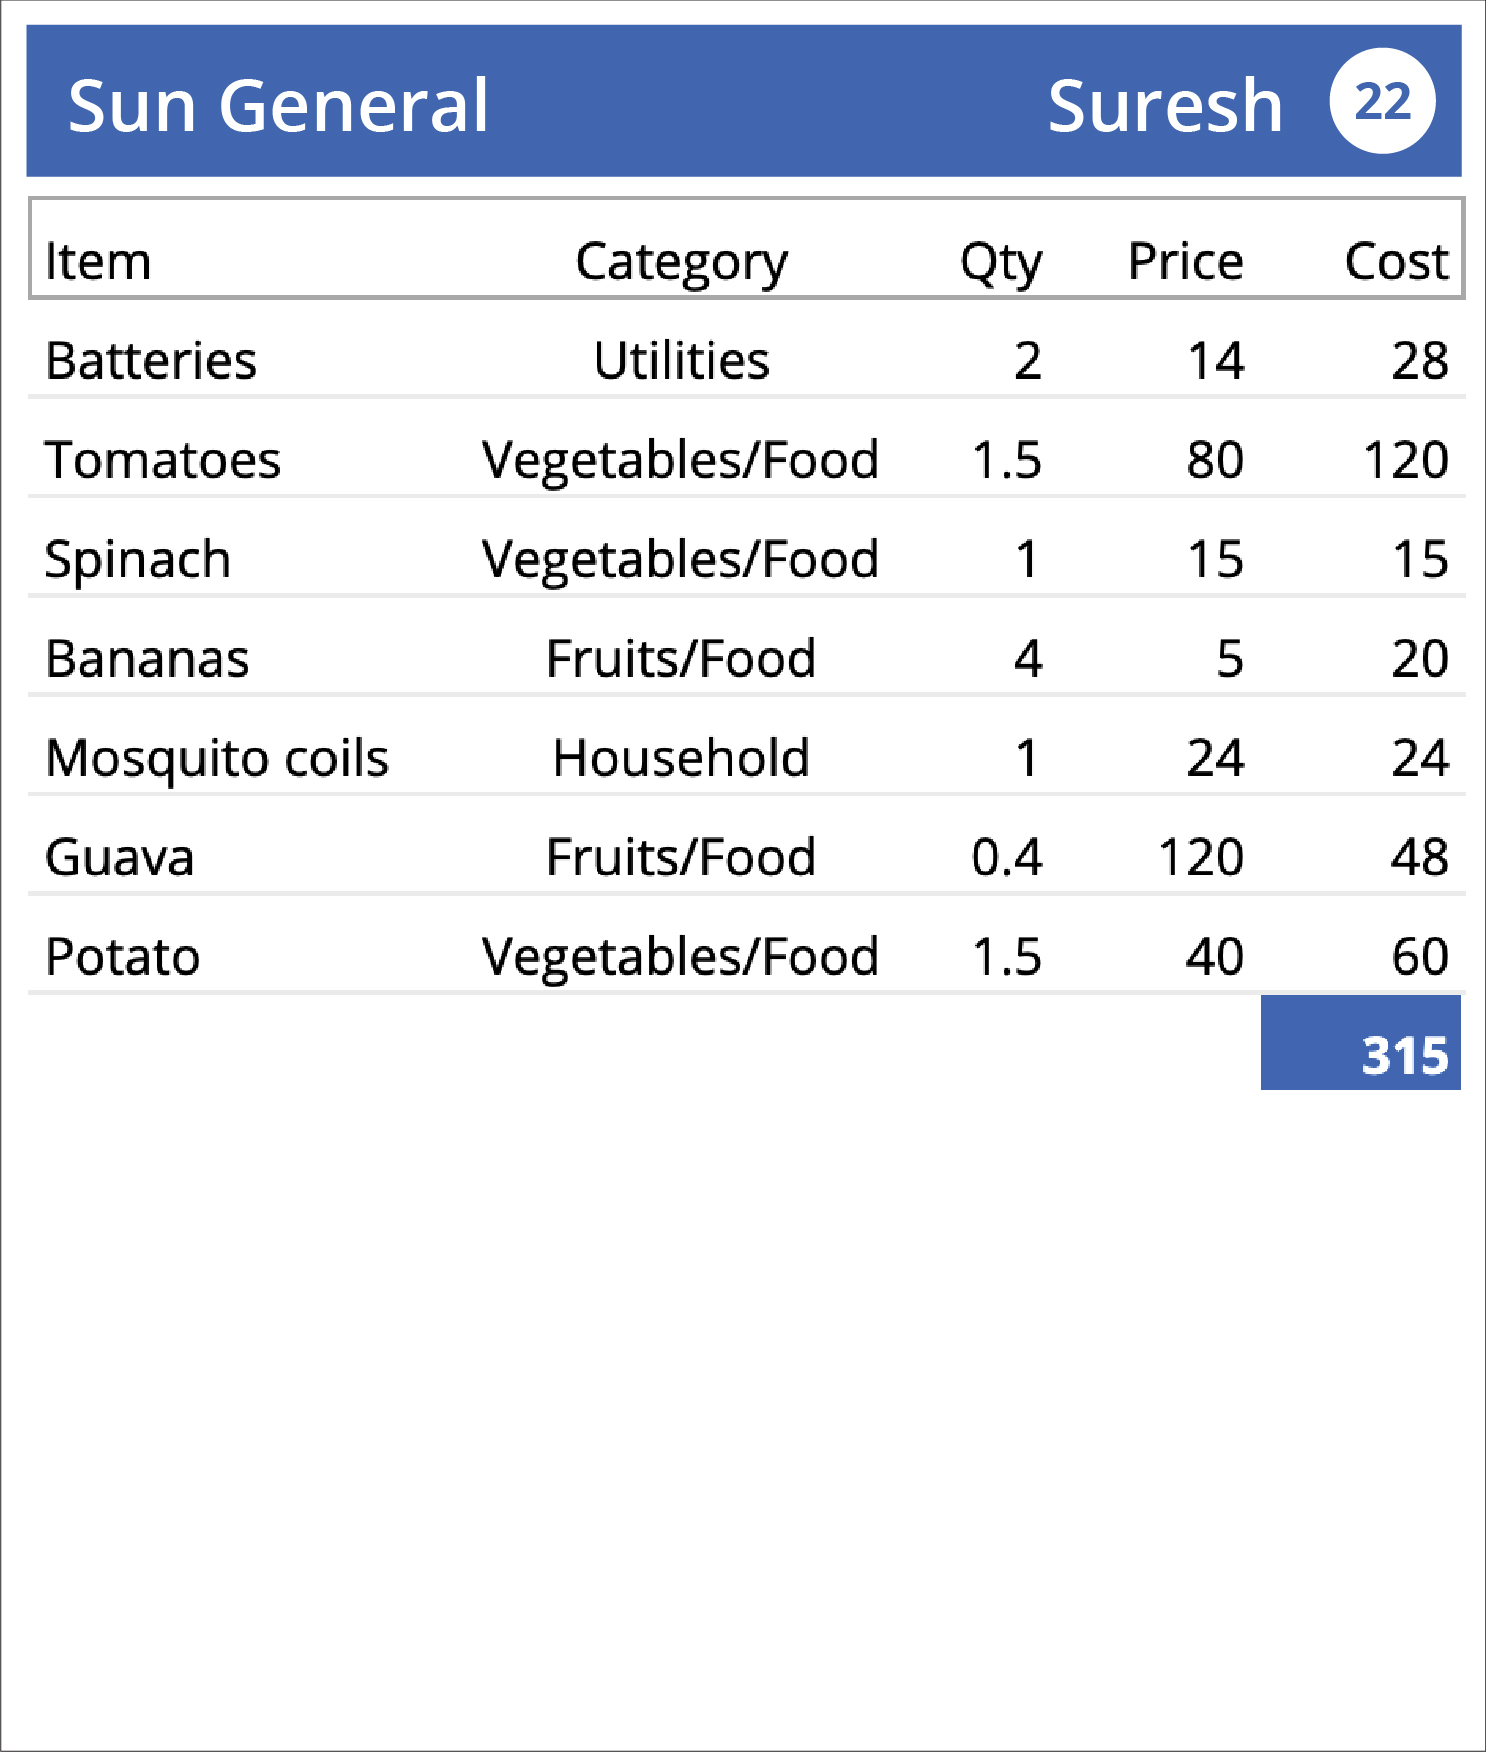 Sun General Suresh 22
Item Category Qty Price Cost
Batteries Utilities 2 14 28
Tomatoes Vegetables/Food 1.5 80 120
Spinach Vegetables/Food 1 15 15
Bananas Fruits/Food 4 5 20
Mosquito coils Household 1 24 24
Guava Fruits/Food 0.4 120 48
Potato Vegetables/Food 1.5 40 60
315